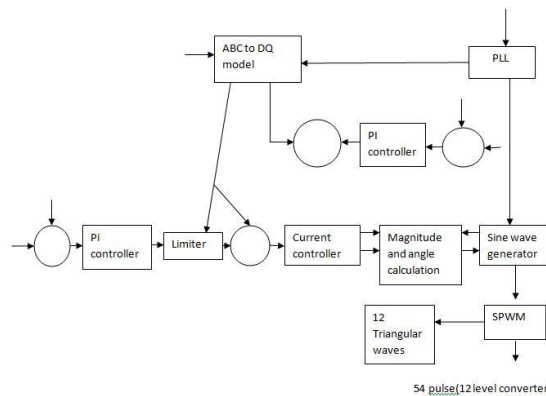 ABC to DQ
model
PLL
PI
controller
Pi
controller
Limiter
Current
controller
Magnitude
and angle
calculation
Sine wave
generator
12
Triangular
waves
SPWM
54 pulse(12 level converter